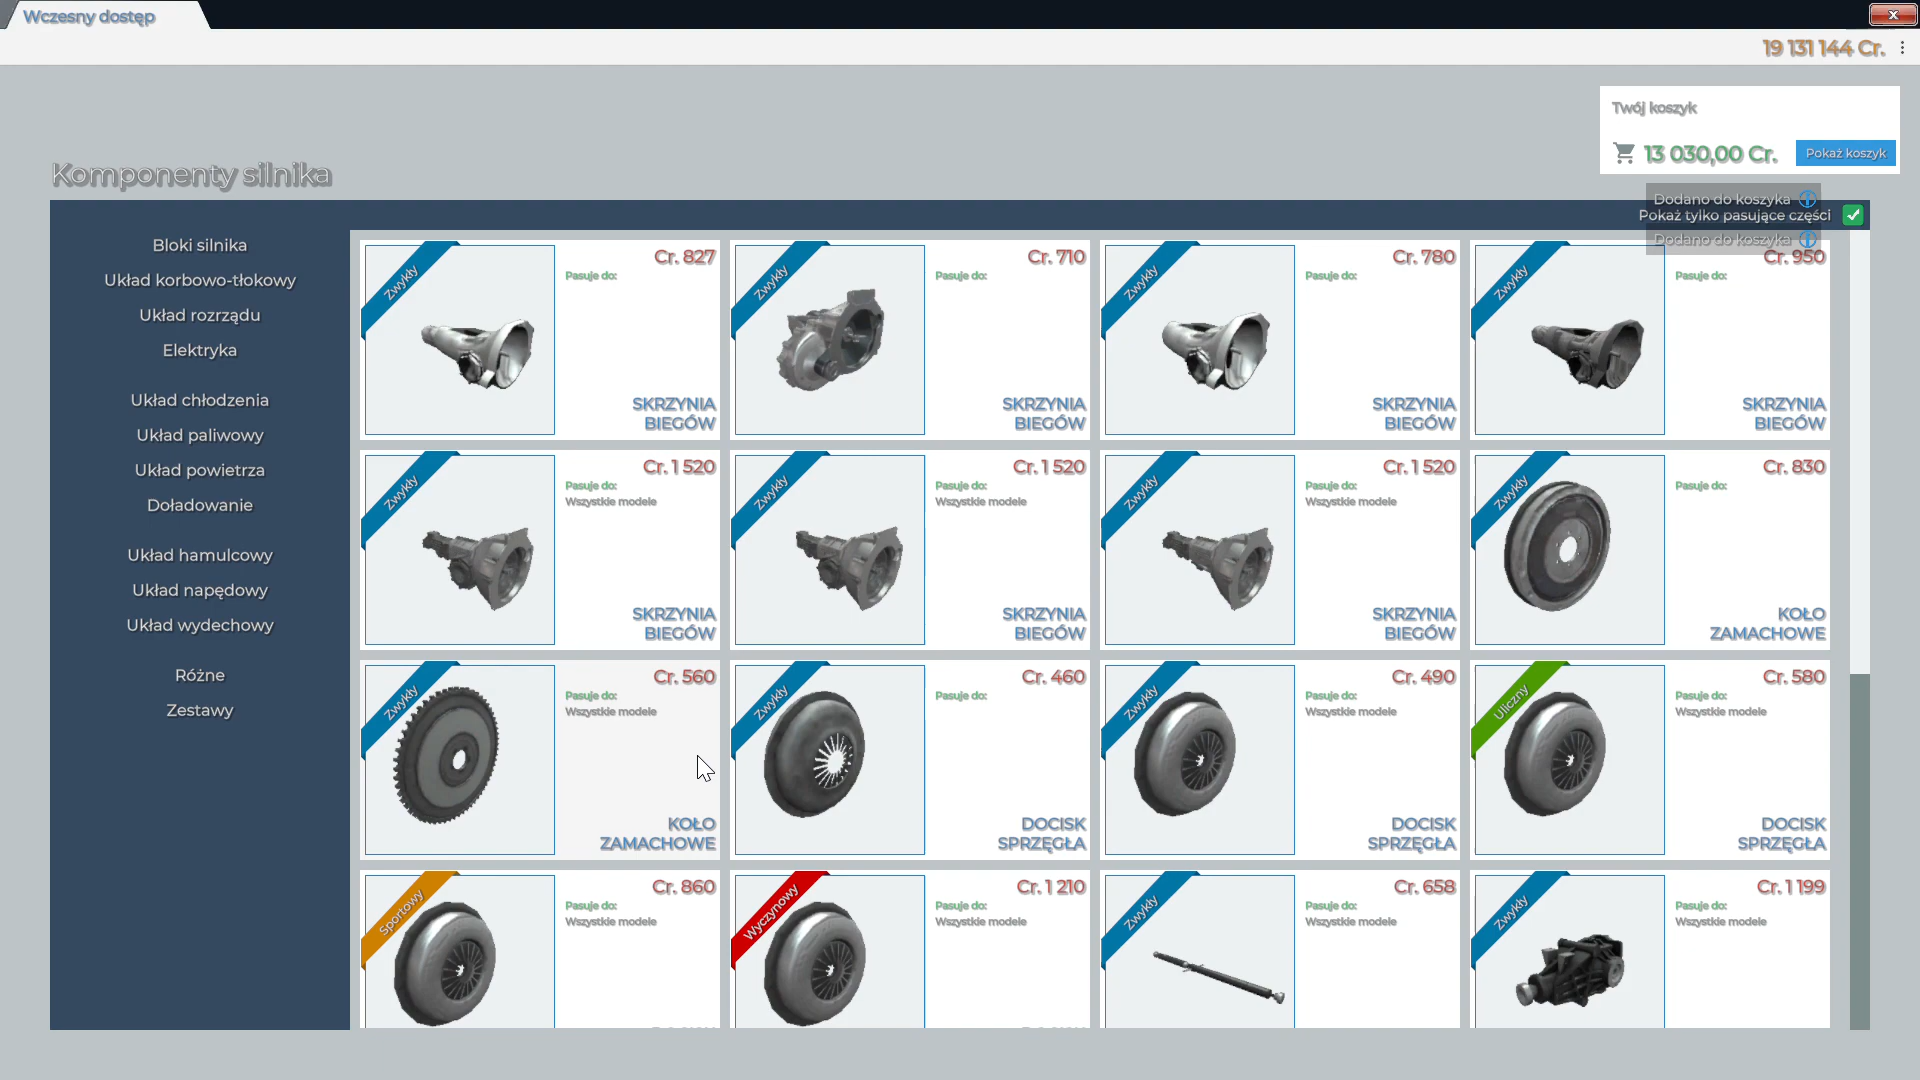 Wczesny dostęp
19 131 144 Cr.
Twój koszyk
13 030,00 Cr.
Pokaż koszyk
Komponenty silnika
Dodano do koszyka
Pokaż tylko pasujące części
Dodano do koszyka
Bloki silnika
Układ korbowo-tłokowy
Układ rozrządu
Elektryka
Układ chłodzenia
Układ paliwowy
Układ powietrza
Doładowanie
Układ hamulcowy
Układ napędowy
Układ wydechowy
Różne
Zestawy
Zwykły
Cr. 827
Pasuje do:
SKRZYNIA
BIEGÓW
Zwykły
Cr. 710
Pasuje do:
SKRZYNIA
BIEGÓW
Zwykły
Cr. 780
Pasuje do:
SKRZYNIA
BIEGÓW
Zwykły
Cr. 950
Pasuje do:
SKRZYNIA
BIEGÓW
Zwykły
Cr. 1 520
Pasuje do:
Wszystkie modele
SKRZYNIA
BIEGÓW
Zwykły
Cr. 1 520
Pasuje do:
Wszystkie modele
SKRZYNIA
BIEGÓW
Zwykły
Cr. 1 520
Pasuje do:
Wszystkie modele
SKRZYNIA
BIEGÓW
Zwykły
Cr. 830
Pasuje do:
KOŁO
ZAMACHOWE
Zwykły
Cr. 560
Pasuje do:
Wszystkie modele
KOŁO
ZAMACHOWE
Zwykły
Cr. 460
Pasuje do:
DOCISK
SPRZĘGŁA
Zwykły
Cr. 490
Pasuje do:
Wszystkie modele
DOCISK
SPRZĘGŁA
Uliczny
Cr. 580
Pasuje do:
Wszystkie modele
DOCISK
SPRZĘGŁA
Sportowy
Cr. 860
Pasuje do:
Wszystkie modele
Wyczynowy
Cr. 1 210
Pasuje do:
Wszystkie modele
Zwykły
Cr. 658
Pasuje do:
Wszystkie modele
Zwykły
Cr. 1 199
Pasuje do:
Wszystkie modele